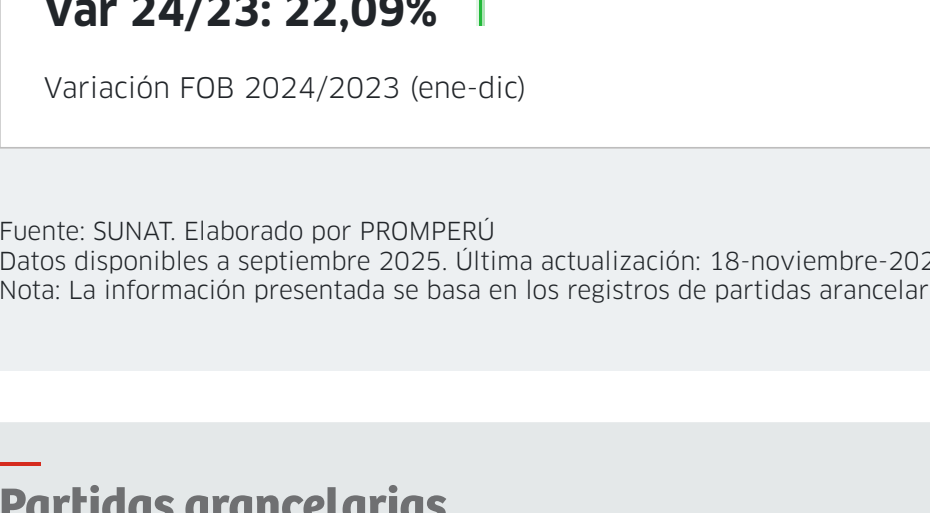 Var 24/23: 22,09%
Variación FOB 2024/2023 (ene-dic)
Fuente: SUNAT. Elaborado por PROMPERÚ
Datos disponibles a septiembre 2025. Última actualización: 18-noviembre-202
Nota: La información presentada se basa en los registros de partidas arancelar
Partidas arancelarias